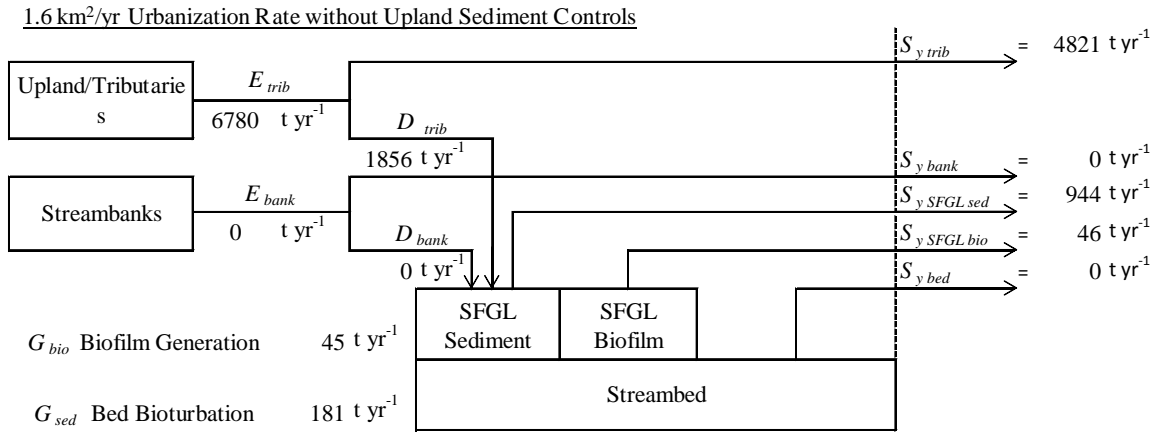 1.6 km²/yr Urbanization Rate without Upland Sediment Controls
S y trib = 4821 t yr⁻¹
Upland/Tributarie
s
E trib
6780 t yr⁻¹
D trib
1856 t yr⁻¹
S y bank = 0 t yr⁻¹
Streambanks
E bank
0 t yr⁻¹
S y SFGL sed = 944 t yr⁻¹
D bank
0 t yr⁻¹
S y SFGL bio = 46 t yr⁻¹
S y bed = 0 t yr⁻¹
SFGL
Sediment
SFGL
Biofilm
G bio Biofilm Generation 45 t yr⁻¹
Streambed
G sed Bed Bioturbation 181 t yr⁻¹